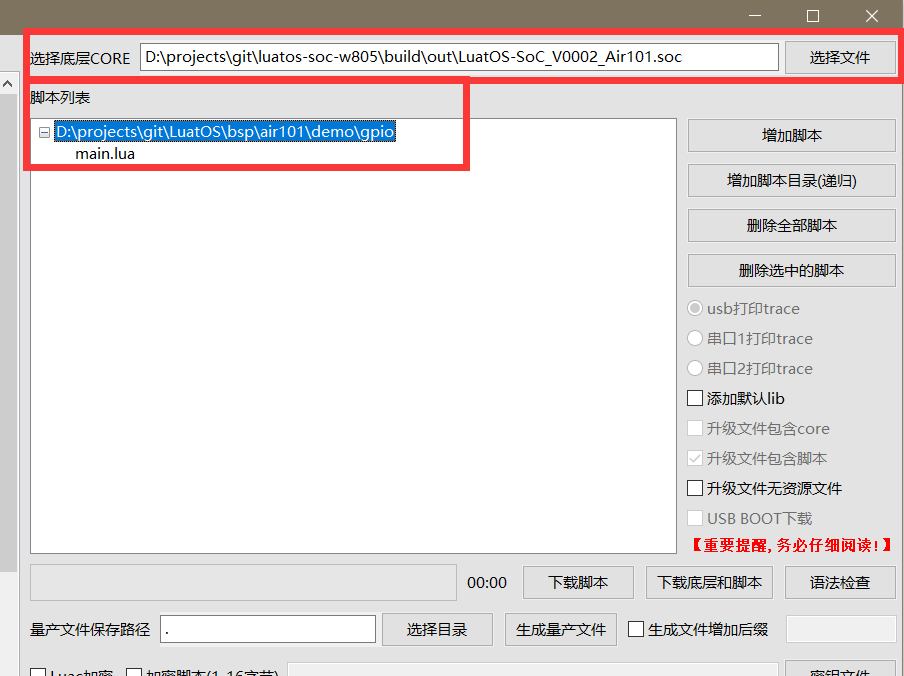 选择底层CORE D:\projects\git\luatos-soc-w805\build\out\LuatOS-SoC_V0002_Air101.soc 选择文件
脚本列表
D:\projects\git\LuatOS\bsp\air101\demo\gpio
main.lua
增加脚本
增加脚本目录(递归)
删除全部脚本
删除选中的脚本
usb打印trace
串口1打印trace
串口2打印trace
添加默认lib
升级文件包含core
升级文件包含脚本
升级文件无资源文件
USB BOOT下载
【重要提醒, 务必仔细阅读!】
00:00 下载脚本 下载底层和脚本 语法检查
量产文件保存路径 . 选择目录 生成量产文件 生成文件增加后缀
Luac加密 加密脚本(1-16字节) 密钥文件